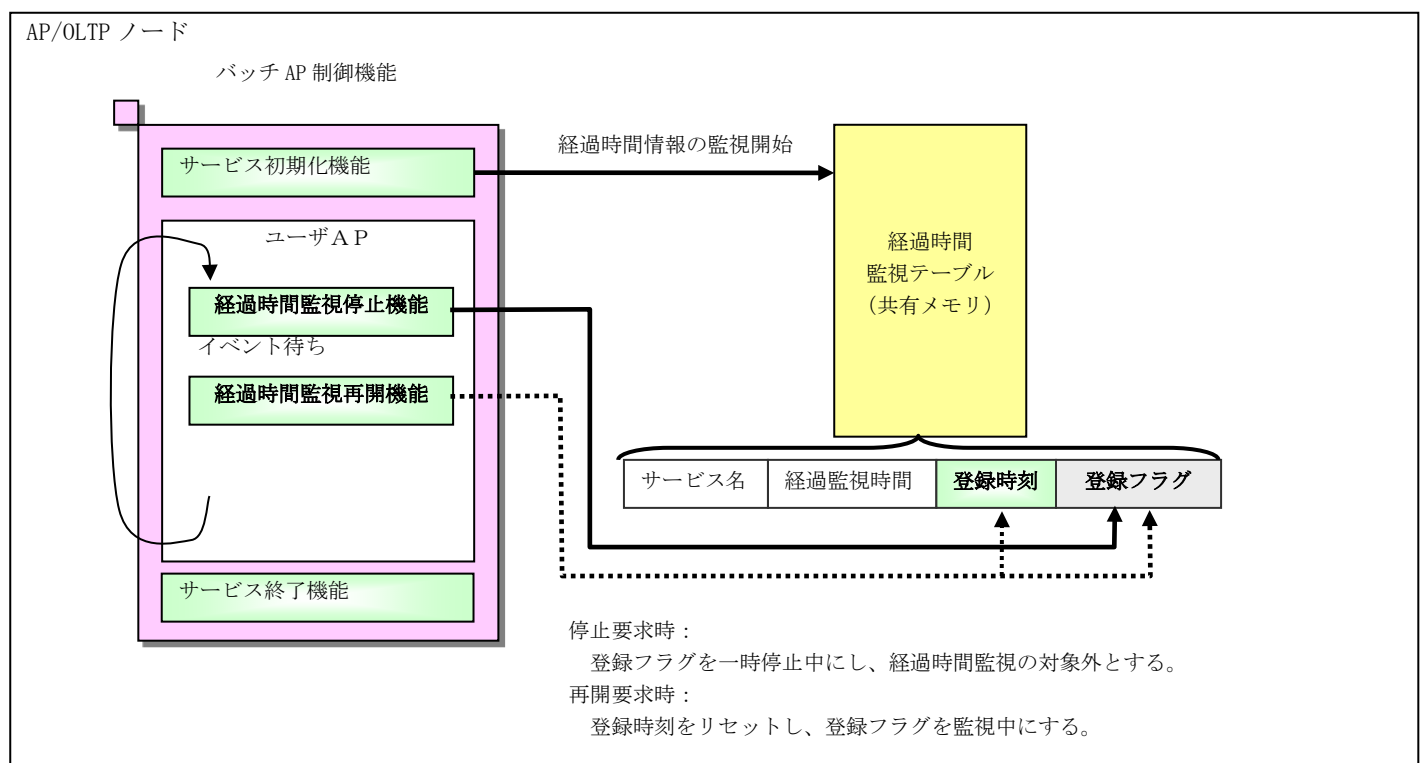 AP/OLTP ノード
バッチ AP 制御機能
サービス初期化機能
経過時間情報の監視開始
ユーザＡＰ
経過時間
監視テーブル
（共有メモリ）
経過時間監視停止機能
イベント待ち
経過時間監視再開機能
サービス名 経過監視時間 登録時刻 登録フラグ
サービス終了機能
停止要求時：
登録フラグを一時停止中にし、経過時間監視の対象外とする。
再開要求時：
登録時刻をリセットし、登録フラグを監視中にする。